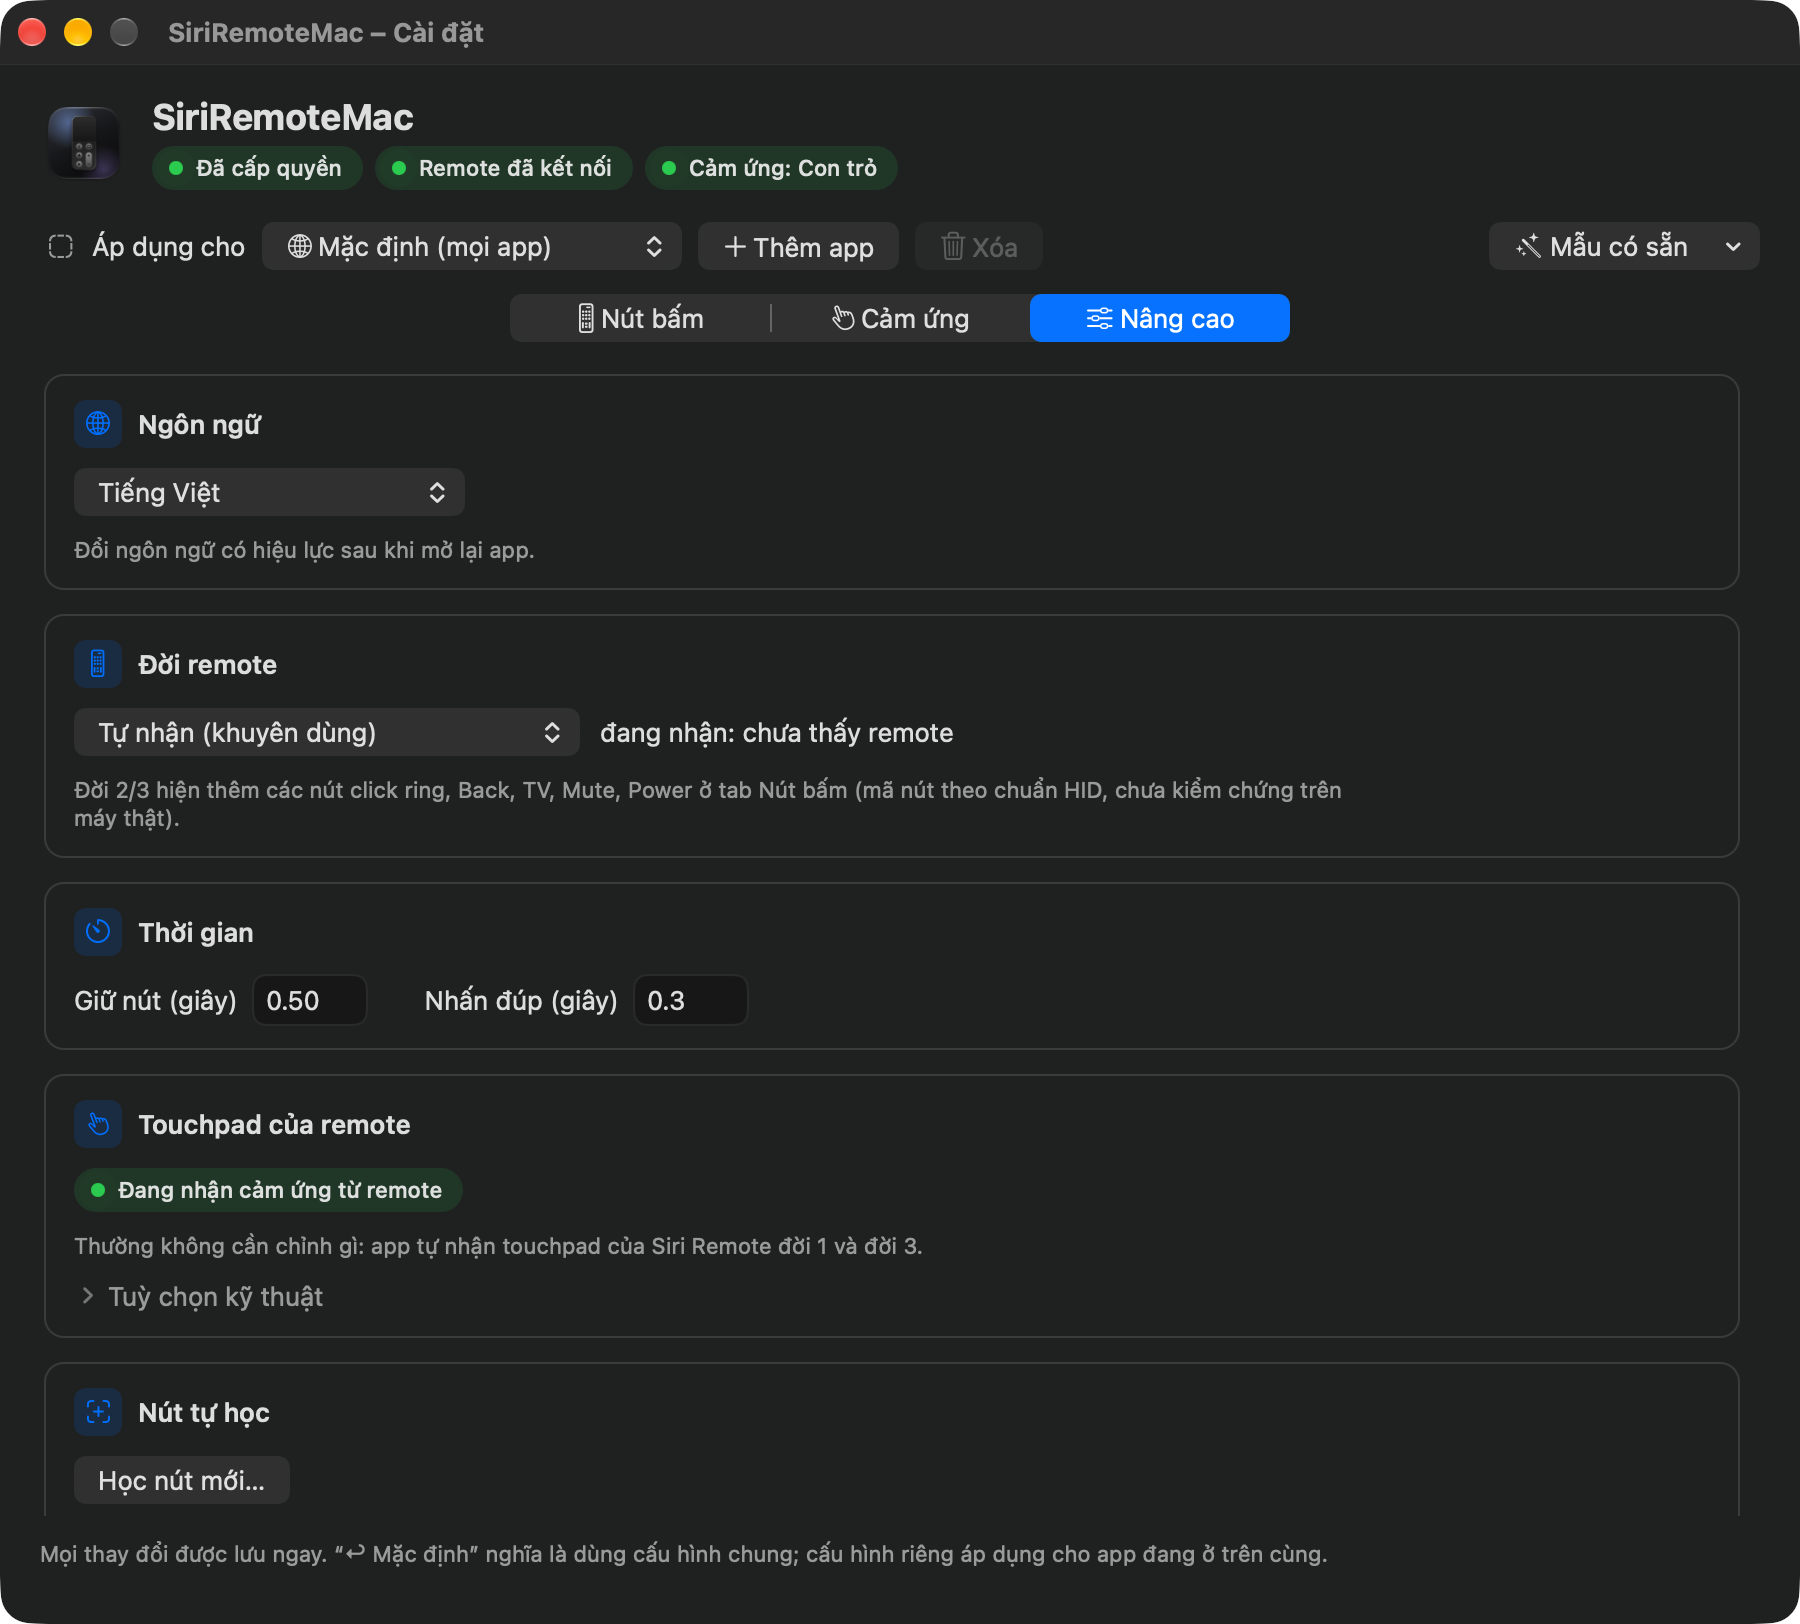 SiriRemoteMac – Cài đặt
SiriRemoteMac
Đã cấp quyền
Remote đã kết nối
Cảm ứng: Con trỏ
Áp dụng cho
Mặc định (mọi app)
Thêm app
Xóa
Mẫu có sẵn
Nút bấm
Cảm ứng
Nâng cao
Ngôn ngữ
Tiếng Việt
Đổi ngôn ngữ có hiệu lực sau khi mở lại app.
Đời remote
Tự nhận (khuyên dùng)
đang nhận: chưa thấy remote
Đời 2/3 hiện thêm các nút click ring, Back, TV, Mute, Power ở tab Nút bấm (mã nút theo chuẩn HID, chưa kiểm chứng trên
máy thật).
Thời gian
Giữ nút (giây)
0.50
Nhấn đúp (giây)
0.3
Touchpad của remote
Đang nhận cảm ứng từ remote
Thường không cần chỉnh gì: app tự nhận touchpad của Siri Remote đời 1 và đời 3.
Tuỳ chọn kỹ thuật
Nút tự học
Học nút mới...
Mọi thay đổi được lưu ngay. “↩ Mặc định” nghĩa là dùng cấu hình chung; cấu hình riêng áp dụng cho app đang ở trên cùng.